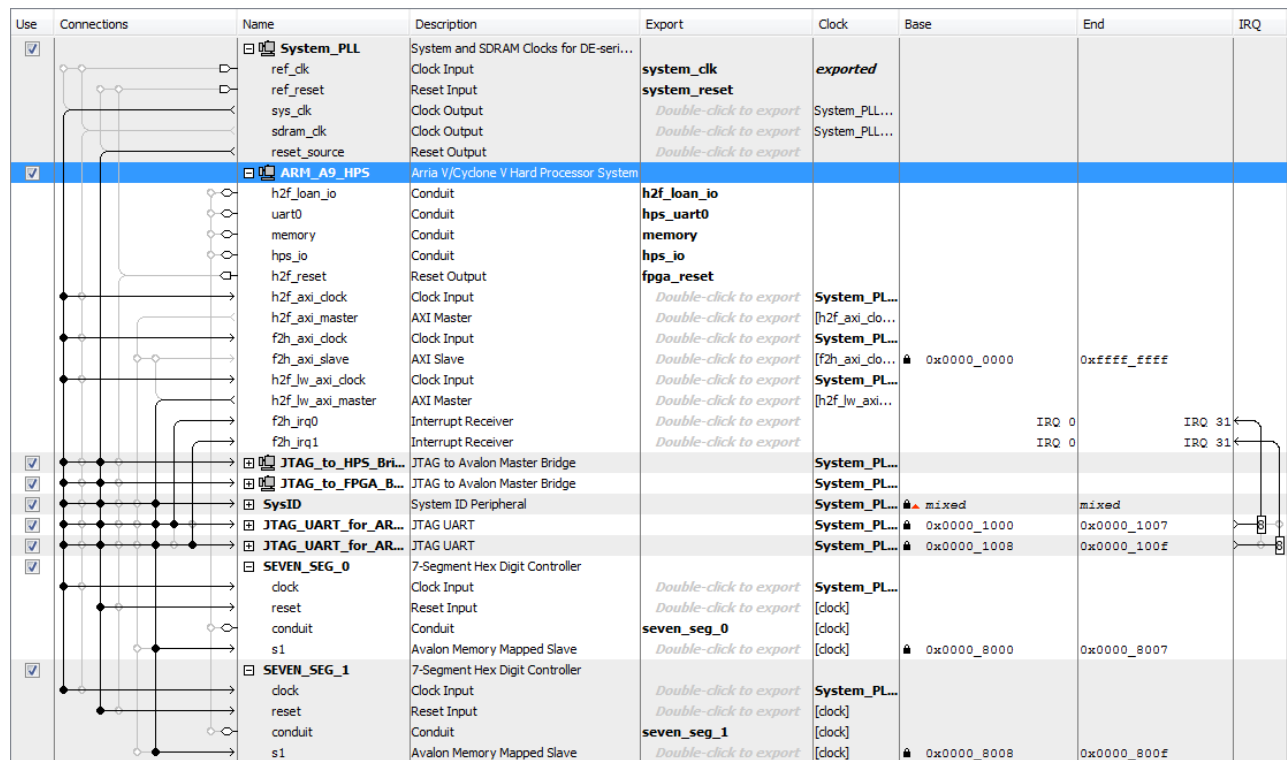 Use Connections Name Description Export Clock Base End IRQ
System_PLL System and SDRAM Clocks for DE-seri...
ref_clk Clock Input system_clk exported
ref_reset Reset Input system_reset
sys_clk Clock Output Double-click to export System_PLL...
sdram_clk Clock Output Double-click to export System_PLL...
reset_source Reset Output Double-click to export
ARM_A9_HPS Arria V/Cyclone V Hard Processor System
h2f_loan_io Conduit h2f_loan_io
uart0 Conduit hps_uart0
memory Conduit memory
hps_io Conduit hps_io
h2f_reset Reset Output fpga_reset
h2f_axi_clock Clock Input Double-click to export System_PL...
h2f_axi_master AXI Master Double-click to export [h2f_axi_clo...
f2h_axi_clock Clock Input Double-click to export System_PL...
f2h_axi_slave AXI Slave Double-click to export [f2h_axi_clo... 0x0000_0000 0xffff_ffff
h2f_lw_axi_clock Clock Input Double-click to export System_PL...
h2f_lw_axi_master AXI Master Double-click to export [h2f_lw_axi...
f2h_irq0 Interrupt Receiver Double-click to export IRQ 0 IRQ 31
f2h_irq1 Interrupt Receiver Double-click to export IRQ 0 IRQ 31
JTAG_to_HPS_Bri... JTAG to Avalon Master Bridge System_PL...
JTAG_to_FPGA_B... JTAG to Avalon Master Bridge System_PL...
SysID System ID Peripheral System_PL... mixed mixed
JTAG_UART_for_AR... JTAG UART System_PL... 0x0000_1000 0x0000_1007 8
JTAG_UART_for_AR... JTAG UART System_PL... 0x0000_1008 0x0000_100f 8
SEVEN_SEG_0 7-Segment Hex Digit Controller
clock Clock Input Double-click to export System_PL...
reset Reset Input Double-click to export [clock]
conduit Conduit seven_seg_0 [clock]
s1 Avalon Memory Mapped Slave Double-click to export [clock] 0x0000_8000 0x0000_8007
SEVEN_SEG_1 7-Segment Hex Digit Controller
clock Clock Input Double-click to export System_PL...
reset Reset Input Double-click to export [clock]
conduit Conduit seven_seg_1 [clock]
s1 Avalon Memory Mapped Slave Double-click to export [clock] 0x0000_8008 0x0000_800f